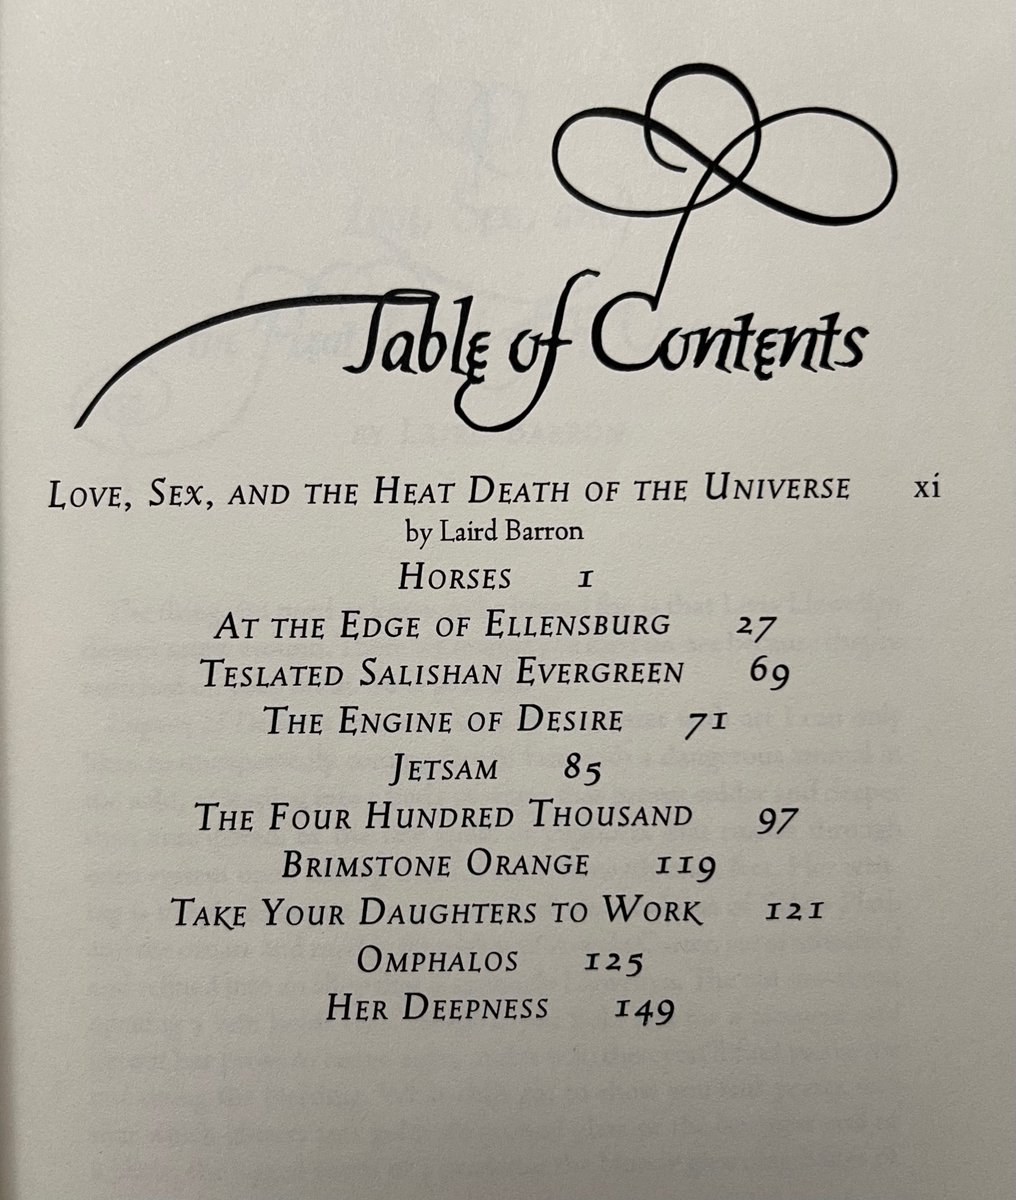 Table of Contents
Love, Sex, and the Heat Death of the Universe xi
by Laird Barron
Horses 1
At the Edge of Ellensburg 27
Teslated Salishan Evergreen 69
The Engine of Desire 71
Jetsam 85
The Four Hundred Thousand 97
Brimstone Orange 119
Take Your Daughters to Work 121
Omphalos 125
Her Deepness 149